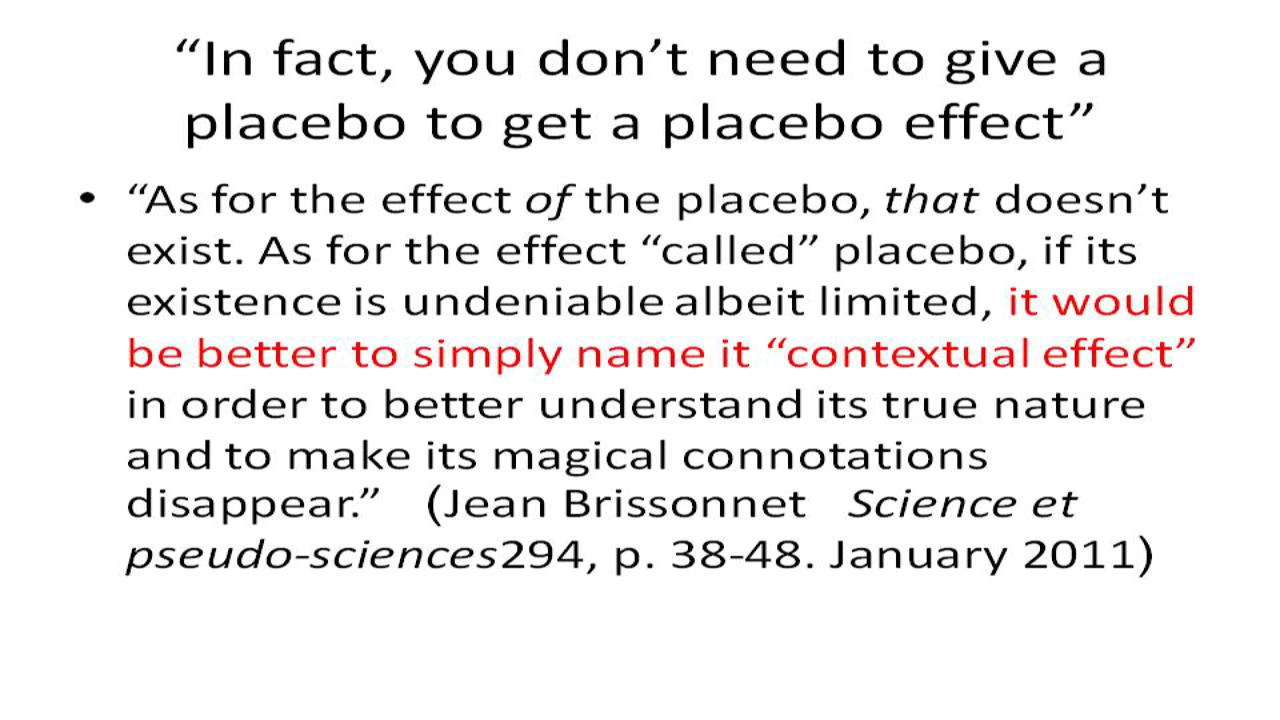 “In fact, you don’t need to give a
placebo to get a placebo effect”
• “As for the effect of the placebo, that doesn’t
exist. As for the effect “called” placebo, if its
existence is undeniable albeit limited, it would
be better to simply name it “contextual effect”
in order to better understand its true nature
and to make its magical connotations
disappear.” (Jean Brissonnet Science et
pseudo-sciences294, p. 38-48. January 2011)